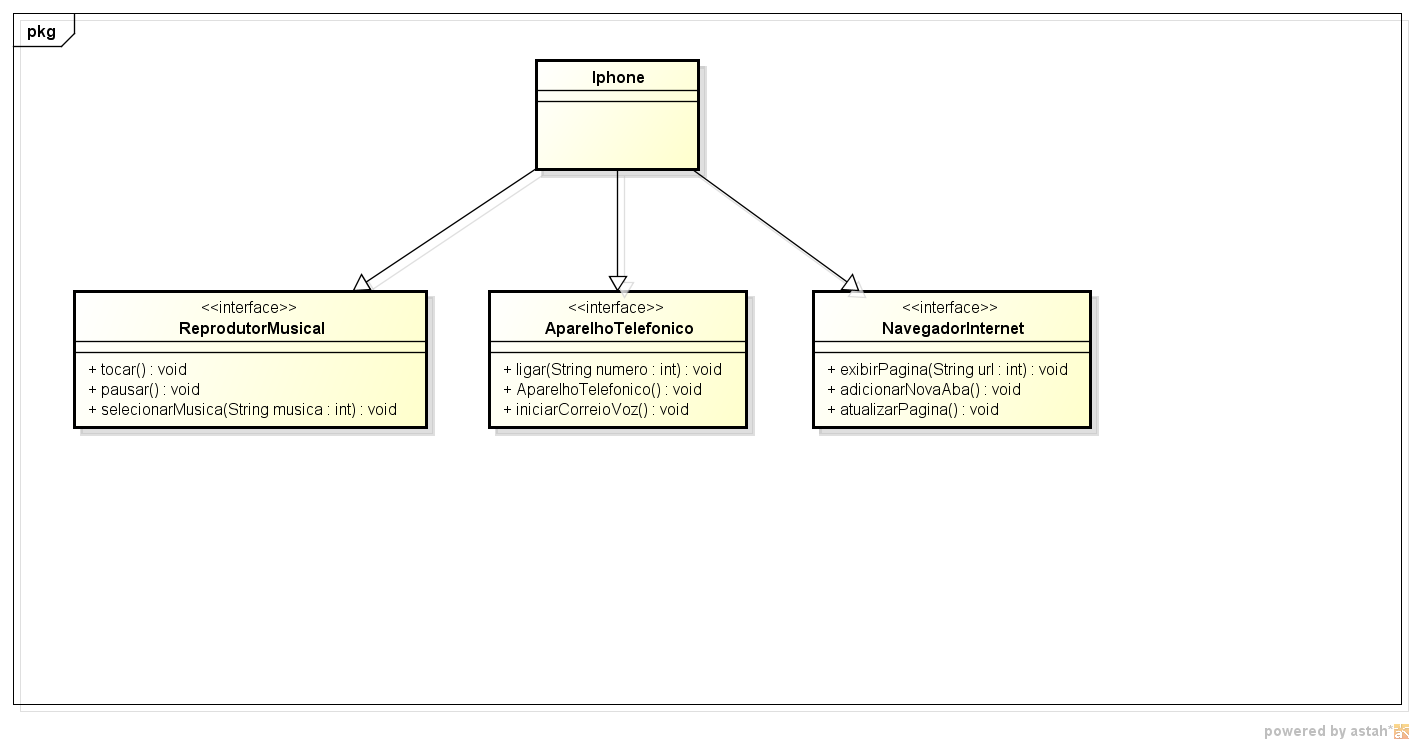 pkg
Iphone
<<interface>>
ReprodutorMusical
+ tocar() : void
+ pausar() : void
+ selecionarMusica(String musica : int) : void
<<interface>>
AparelhoTelefonico
+ ligar(String numero : int) : void
+ AparelhoTelefonico() : void
+ iniciarCorreioVoz() : void
<<interface>>
NavegadorInternet
+ exibirPagina(String url : int) : void
+ adicionarNovaAba() : void
+ atualizarPagina() : void
powered by astah*